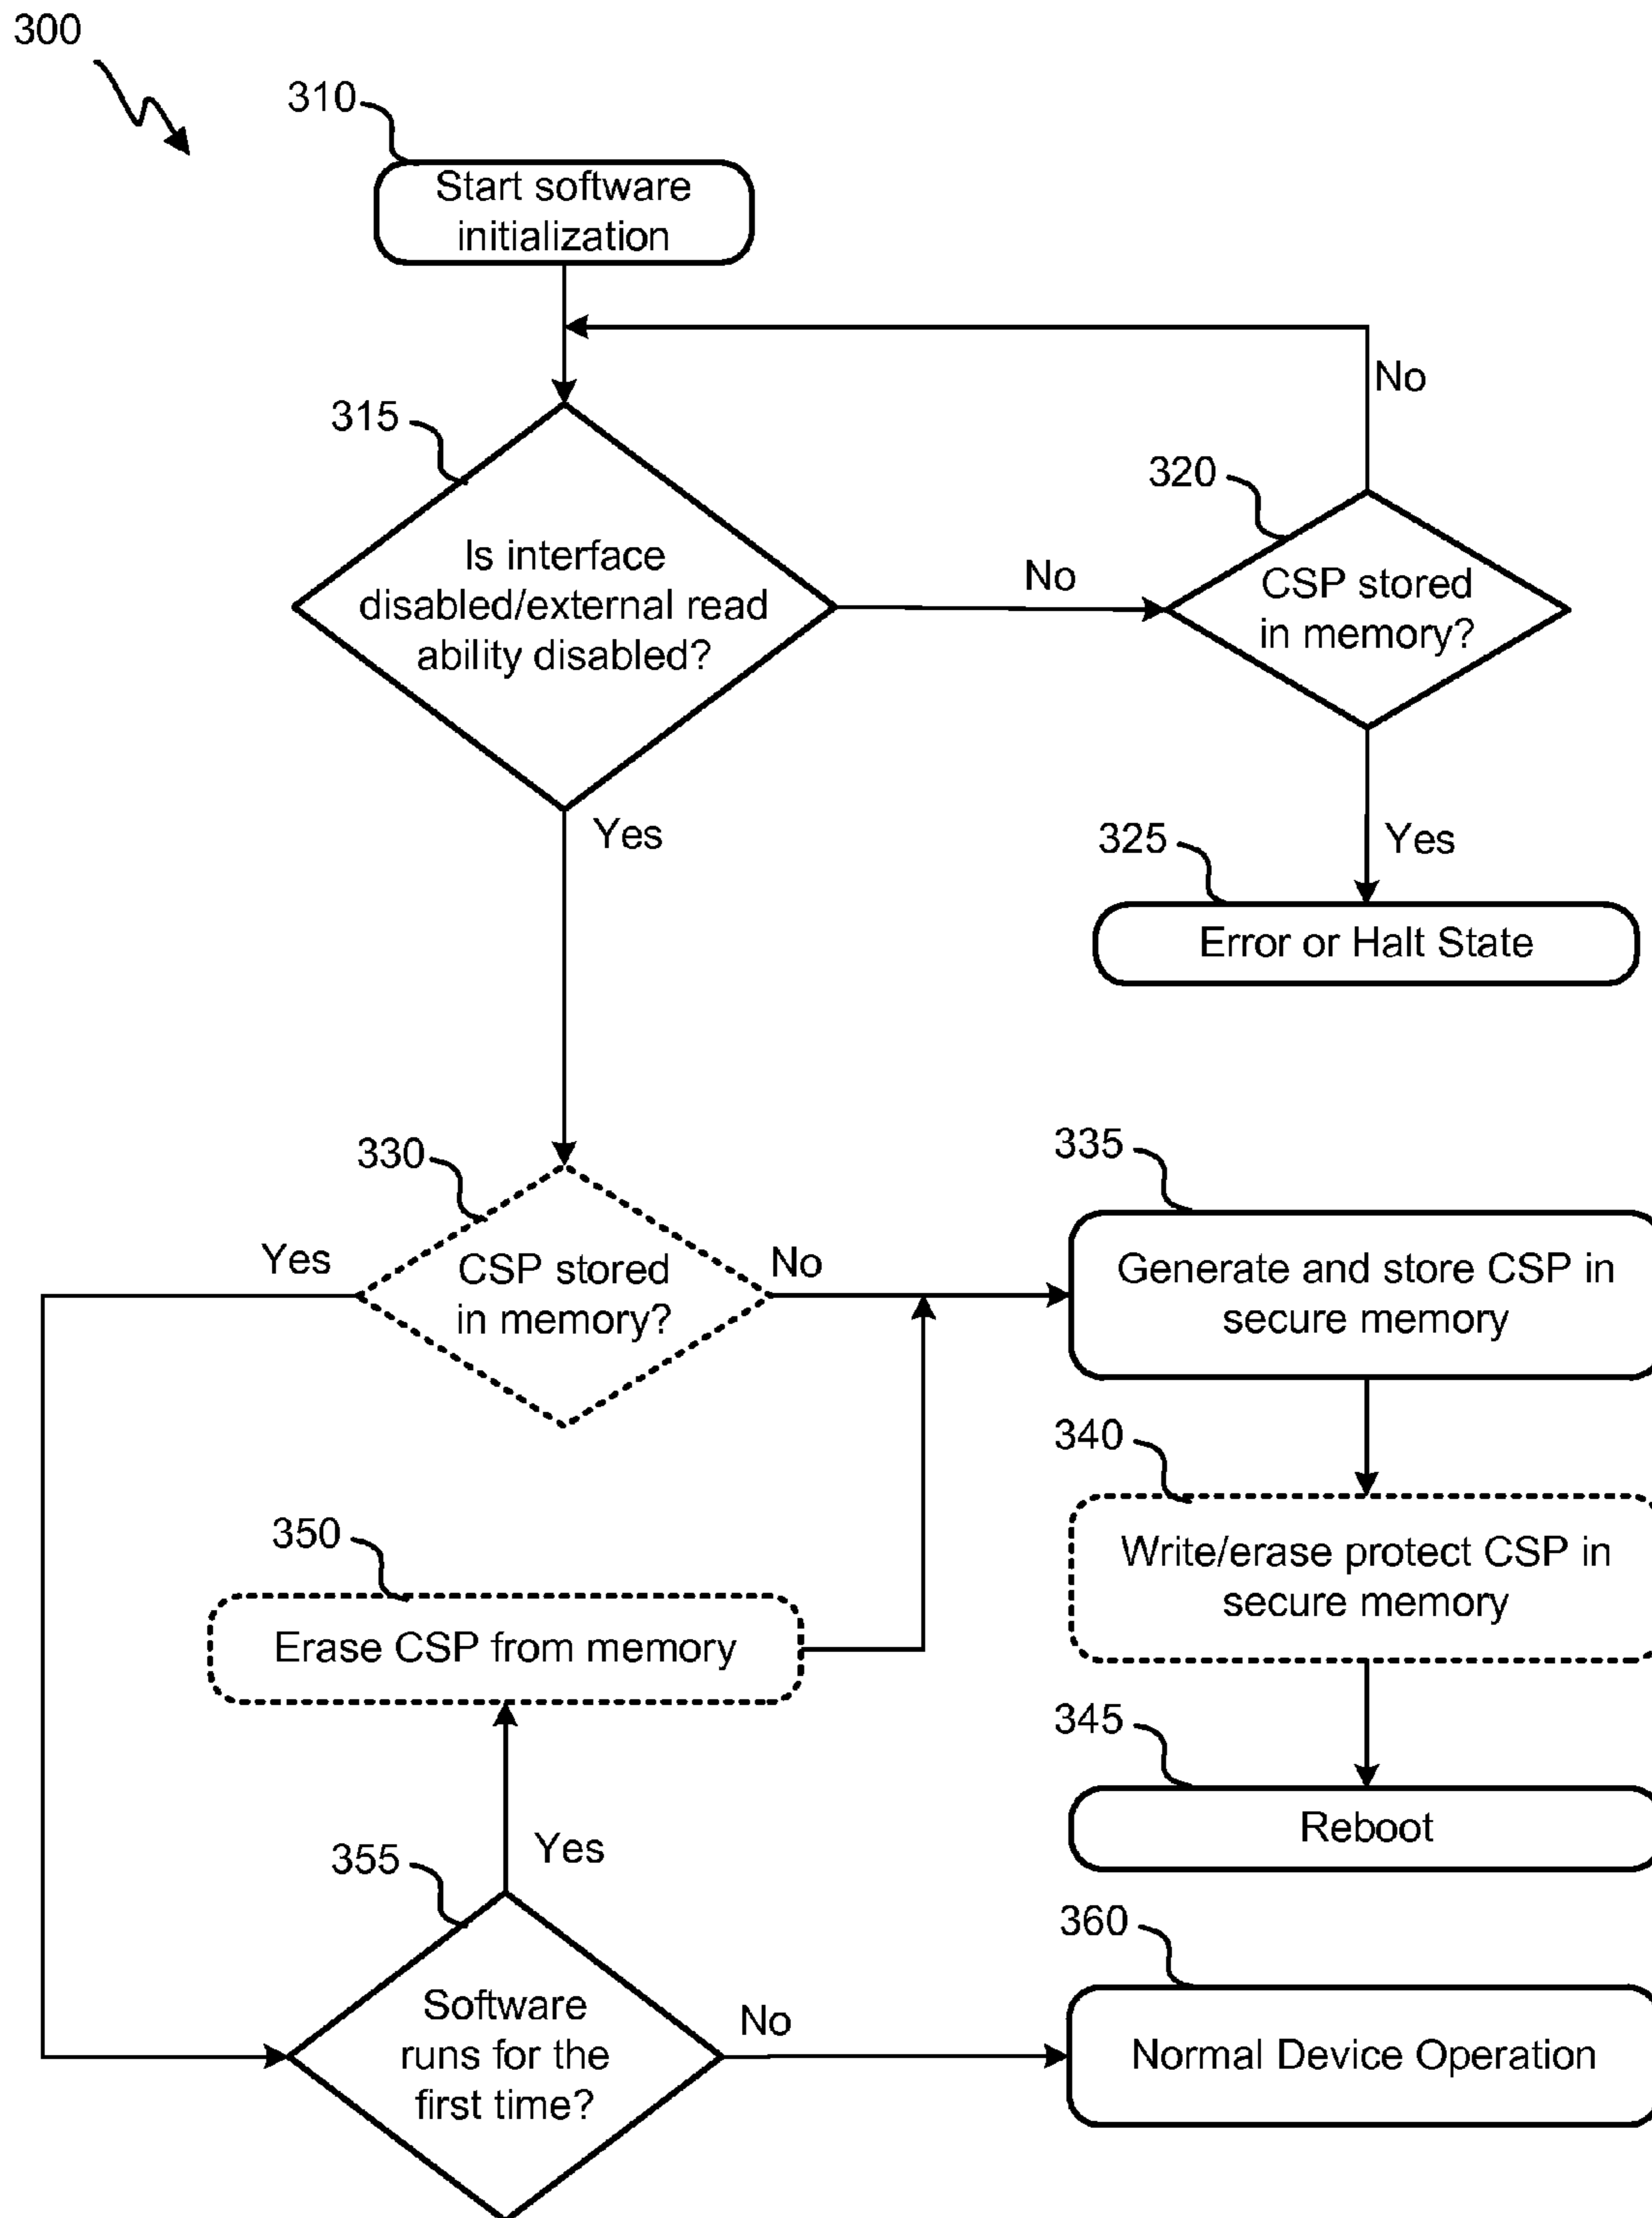 300
310
Start software
initialization
No
315
320
Is interface
disabled/external read
ability disabled?
No
CSP stored
in memory?
Yes
325
Yes
Error or Halt State
330
335
Yes
CSP stored
in memory?
No
Generate and store CSP in
secure memory
340
350
Write/erase protect CSP in
secure memory
Erase CSP from memory
345
Reboot
355
Yes
360
Software
runs for the
first time?
No
Normal Device Operation